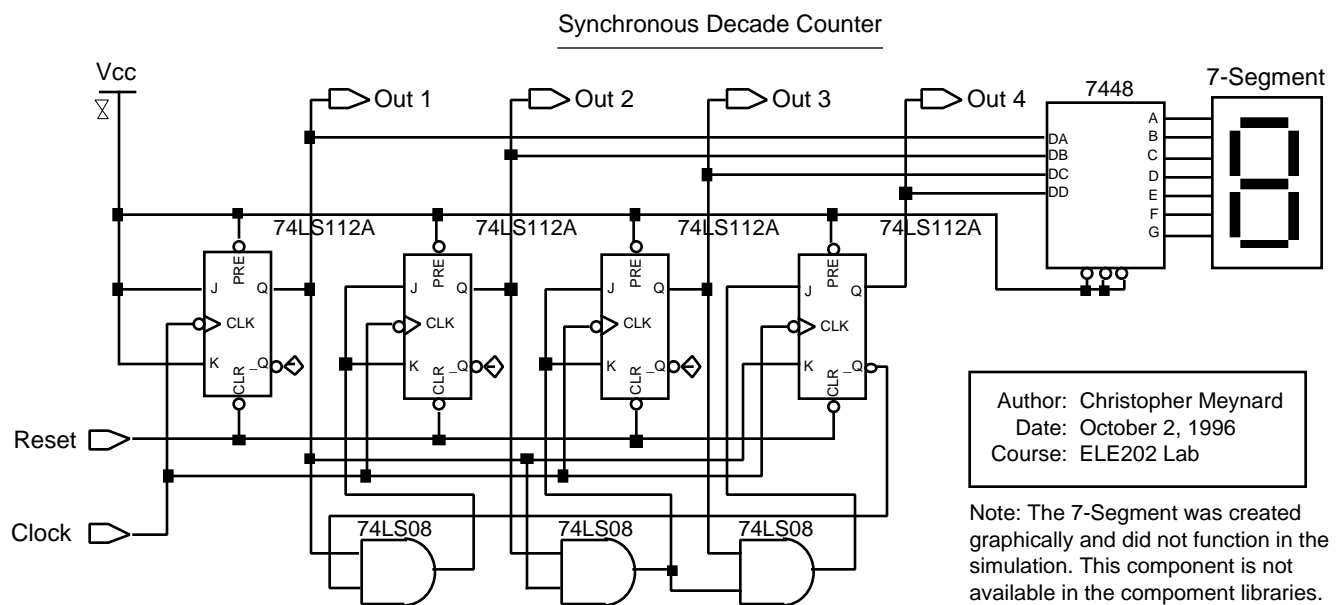 Synchronous Decade Counter
Vcc
Out 1
Out 2
Out 3
Out 4
7448
7-Segment
DA
DB
DC
DD
A
B
C
D
E
F
G
74LS112A
74LS112A
74LS112A
74LS112A
PRE
J
Q
CLK
K
_Q
CLR
PRE
J
Q
CLK
K
_Q
CLR
PRE
J
Q
CLK
K
_Q
CLR
PRE
J
Q
CLK
K
_Q
CLR
Reset
Clock
74LS08
74LS08
74LS08
Author: Christopher Meynard
Date: October 2, 1996
Course: ELE202 Lab
Note: The 7-Segment was created
graphically and did not function in the
simulation. This component is not
available in the compoment libraries.